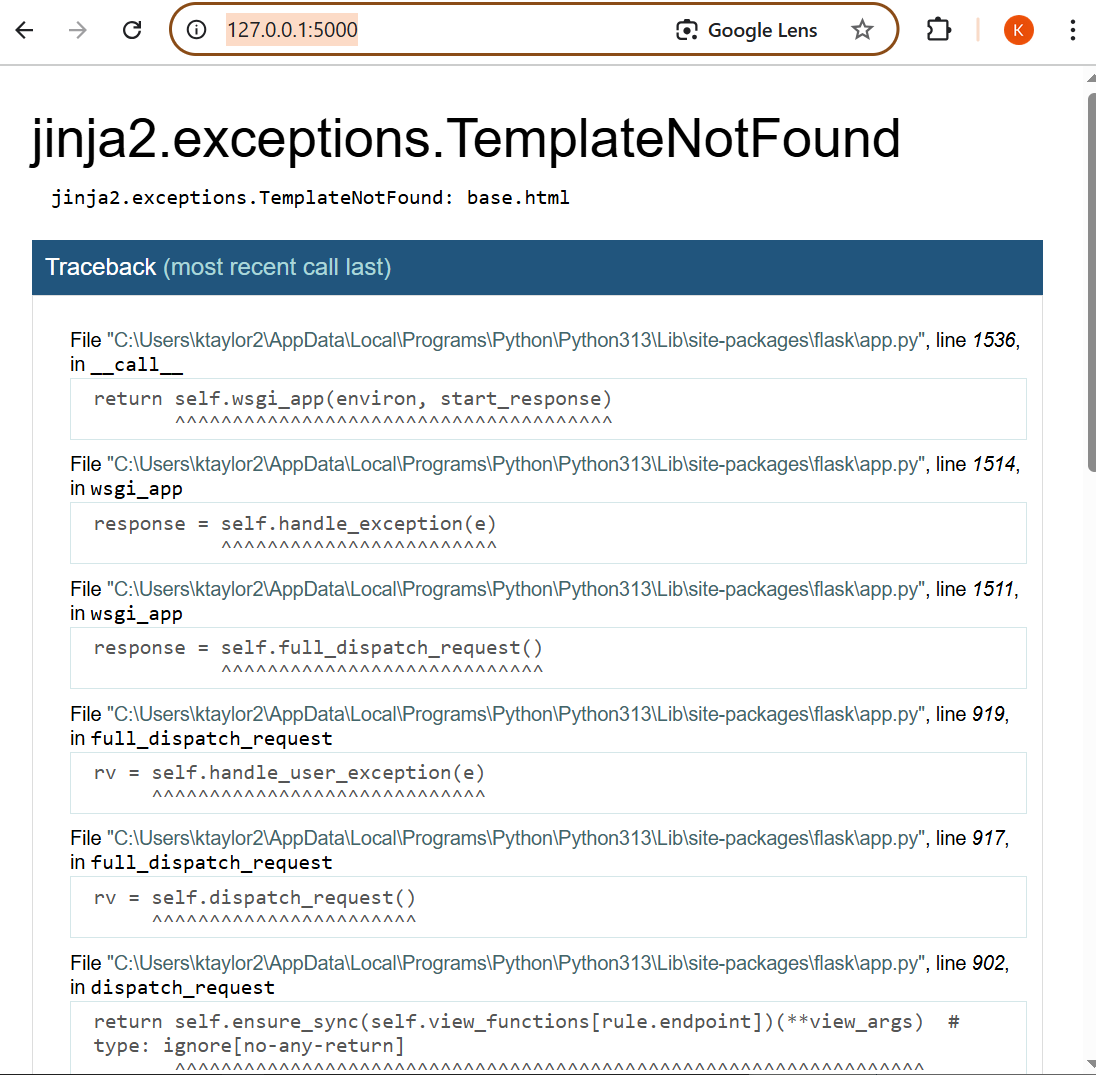 127.0.0.1:5000
Google Lens
K
jinja2.exceptions.TemplateNotFound
jinja2.exceptions.TemplateNotFound: base.html
Traceback (most recent call last)
File "C:\Users\ktaylor2\AppData\Local\Programs\Python\Python313\Lib\site-packages\flask\app.py", line 1536,
in __call__
return self.wsgi_app(environ, start_response)
^^^^^^^^^^^^^^^^^^^^^^^^^^^^^^^^^^^^^^
File "C:\Users\ktaylor2\AppData\Local\Programs\Python\Python313\Lib\site-packages\flask\app.py", line 1514,
in wsgi_app
response = self.handle_exception(e)
^^^^^^^^^^^^^^^^^^^^^^^^
File "C:\Users\ktaylor2\AppData\Local\Programs\Python\Python313\Lib\site-packages\flask\app.py", line 1511,
in wsgi_app
response = self.full_dispatch_request()
^^^^^^^^^^^^^^^^^^^^^^^^^^^^
File "C:\Users\ktaylor2\AppData\Local\Programs\Python\Python313\Lib\site-packages\flask\app.py", line 919,
in full_dispatch_request
rv = self.handle_user_exception(e)
^^^^^^^^^^^^^^^^^^^^^^^^^^^^^
File "C:\Users\ktaylor2\AppData\Local\Programs\Python\Python313\Lib\site-packages\flask\app.py", line 917,
in full_dispatch_request
rv = self.dispatch_request()
^^^^^^^^^^^^^^^^^^^^^^^
File "C:\Users\ktaylor2\AppData\Local\Programs\Python\Python313\Lib\site-packages\flask\app.py", line 902,
in dispatch_request
return self.ensure_sync(self.view_functions[rule.endpoint])(**view_args)  #
type: ignore[no-any-return]
^^^^^^^^^^^^^^^^^^^^^^^^^^^^^^^^^^^^^^^^^^^^^^^^^^^^^^^^^^^^^^^^^